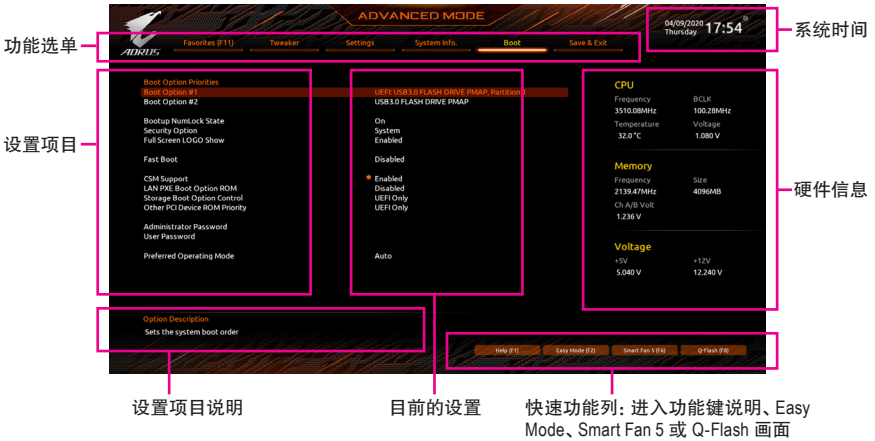 ADVANCED MODE
04/09/2020
Thursday
17:54
系统时间
功能选单
AORUS
Favorites (F11) Tweaker Settings System Info. Boot Save & Exit
Boot Option Priorities
Boot Option #1 UEFI: USB3.0 FLASH DRIVE PMAP, Partition 1
Boot Option #2 USB3.0 FLASH DRIVE PMAP
Bootup NumLock State On
Security Option System
Full Screen LOGO Show Enabled
Fast Boot Disabled
CSM Support Enabled
LAN PXE Boot Option ROM Disabled
Storage Boot Option Control UEFI Only
Other PCI Device ROM Priority UEFI Only
Administrator Password
User Password
Preferred Operating Mode Auto
设置项目
CPU
Frequency BCLK
3510.08MHz 100.28MHz
Temperature Voltage
32.0 °C 1.080 V
Memory
Frequency Size
2139.47MHz 4096MB
Ch A/B Volt
1.236 V
Voltage
+5V +12V
5.040 V 12.240 V
硬件信息
Option Description
Sets the system boot order
Help (F1) Easy Mode (F2) Smart Fan 5 (F6) Q-Flash (F8)
设置项目说明
目前的设置
快速功能列: 进入功能键说明、Easy
Mode、Smart Fan 5 或 Q-Flash 画面